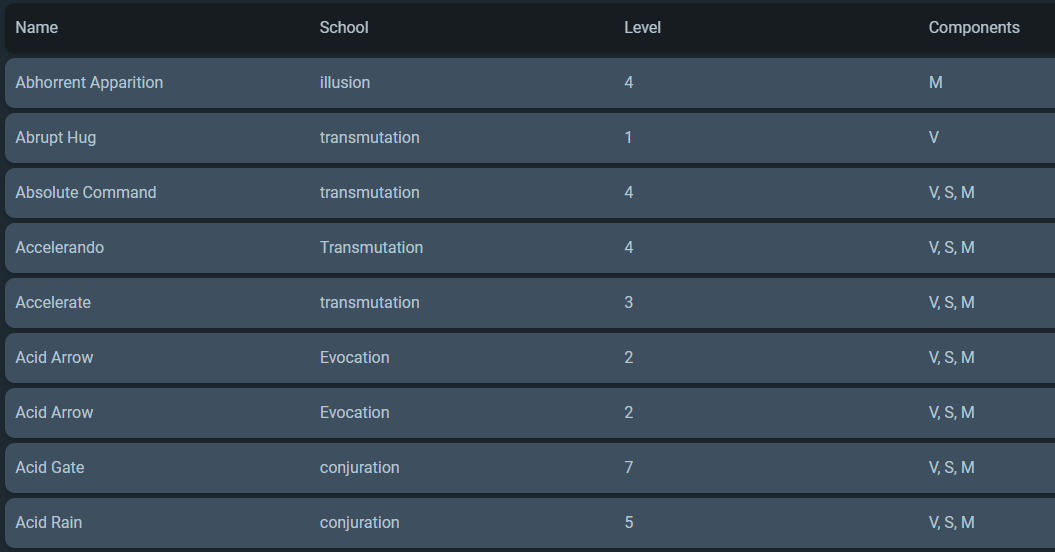 Name School Level Components
Abhorrent Apparition illusion 4 M
Abrupt Hug transmutation 1 V
Absolute Command transmutation 4 V, S, M
Accelerando Transmutation 4 V, S, M
Accelerate transmutation 3 V, S, M
Acid Arrow Evocation 2 V, S, M
Acid Arrow Evocation 2 V, S, M
Acid Gate conjuration 7 V, S, M
Acid Rain conjuration 5 V, S, M